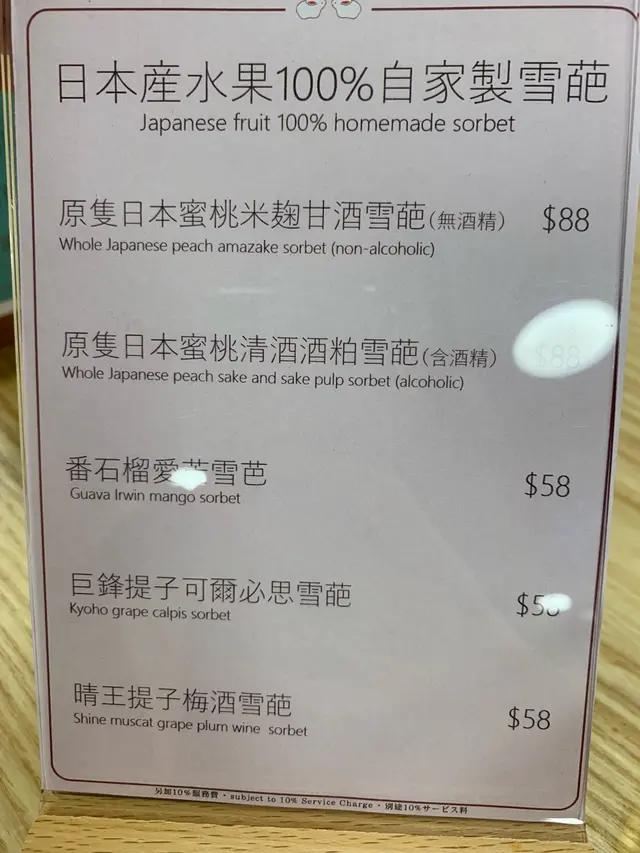 日本産水果100%自家製雪葩
Japanese fruit 100% homemade sorbet
原隻日本蜜桃米麹甘酒雪葩(無酒精) $88
Whole Japanese peach amazake sorbet (non-alcoholic)
原隻日本蜜桃清酒酒粕雪葩(含酒精) $88
Whole Japanese peach sake and sake pulp sorbet (alcoholic)
番石榴愛雪芭 $58
Guava Irwin mango sorbet
巨鋒提子可爾必思雪葩
Kyoho grape calpis sorbet
晴王提子梅酒雪葩 $58
Shine muscat grape plum wine sorbet
另加10%服務費・subject to 10% Service Charge・別途10%サービス料